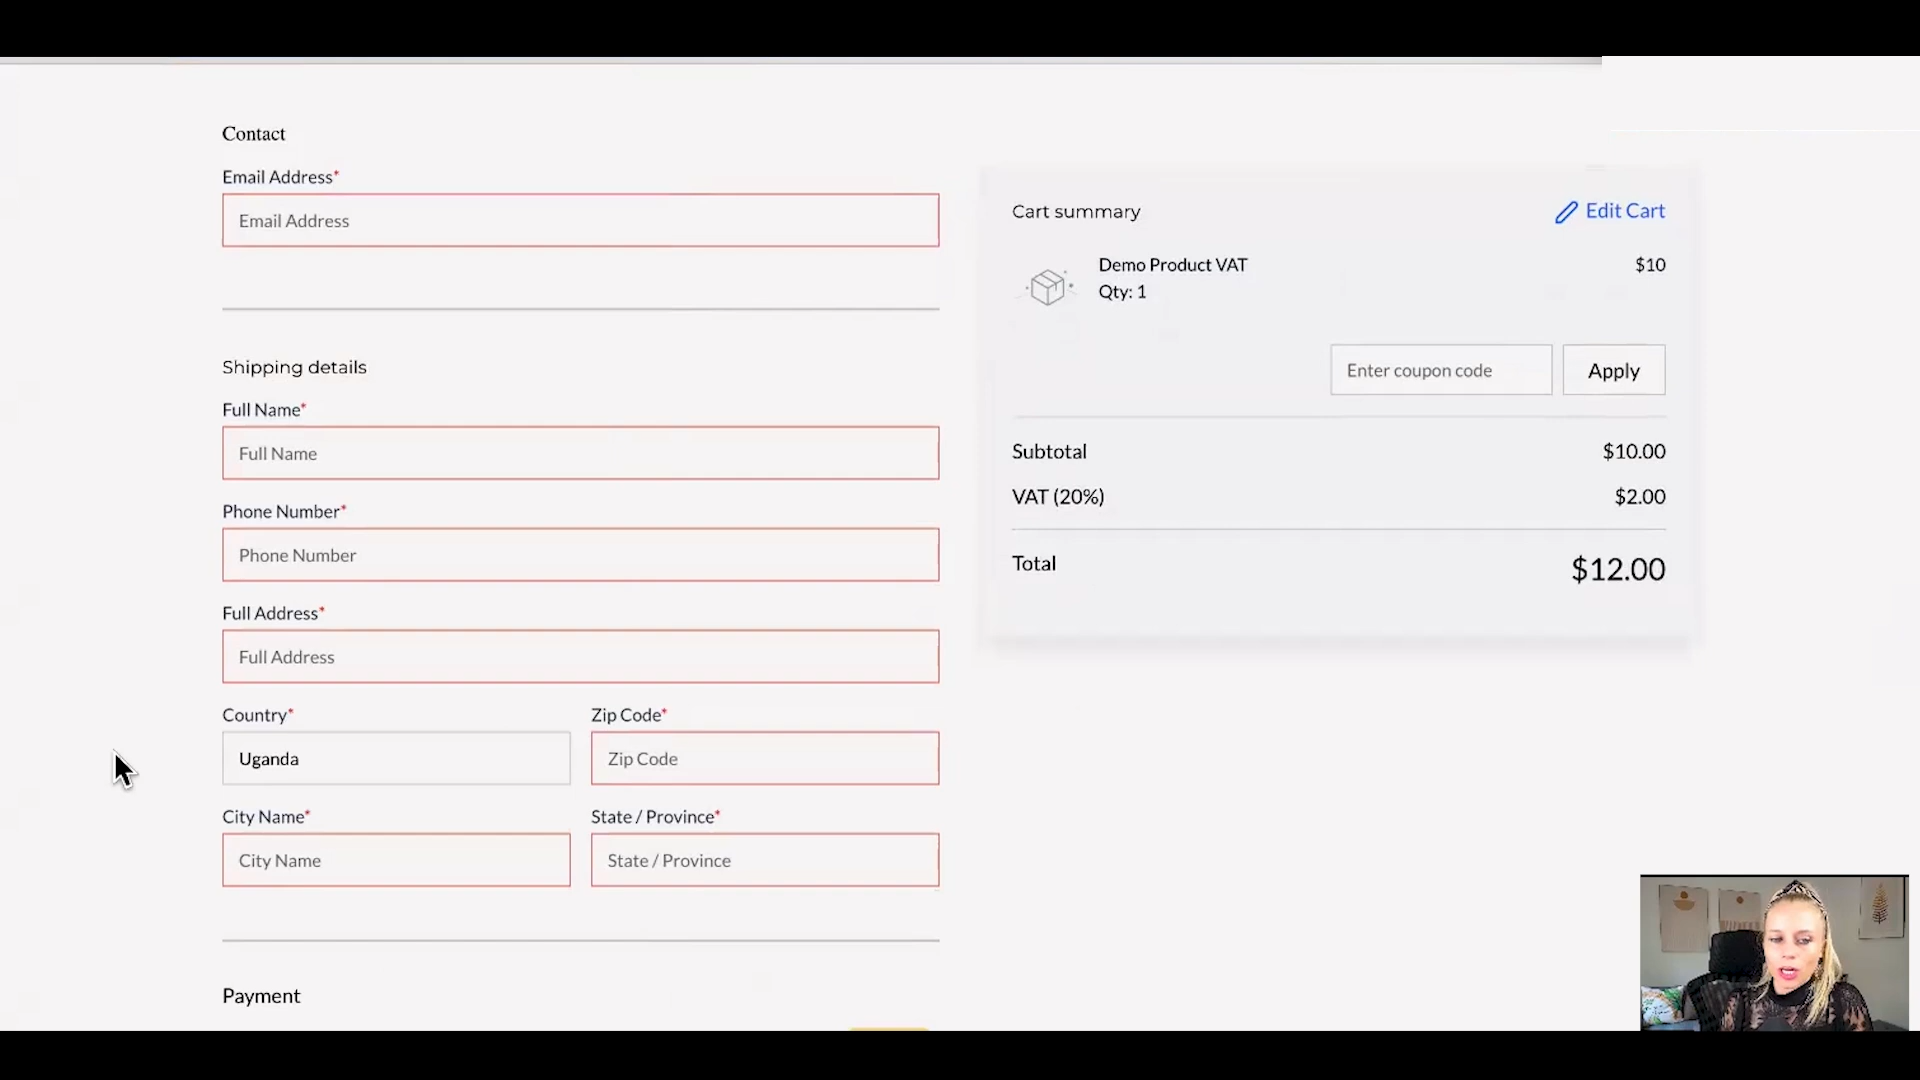 Contact
Email Address*
Email Address
Shipping details
Full Name*
Full Name
Phone Number*
Phone Number
Full Address*
Full Address
Country* Zip Code*
Uganda Zip Code
City Name* State / Province*
City Name State / Province
Payment
Cart summary Edit Cart
Demo Product VAT $10
Qty: 1
Enter coupon code Apply
Subtotal $10.00
VAT (20%) $2.00
Total $12.00